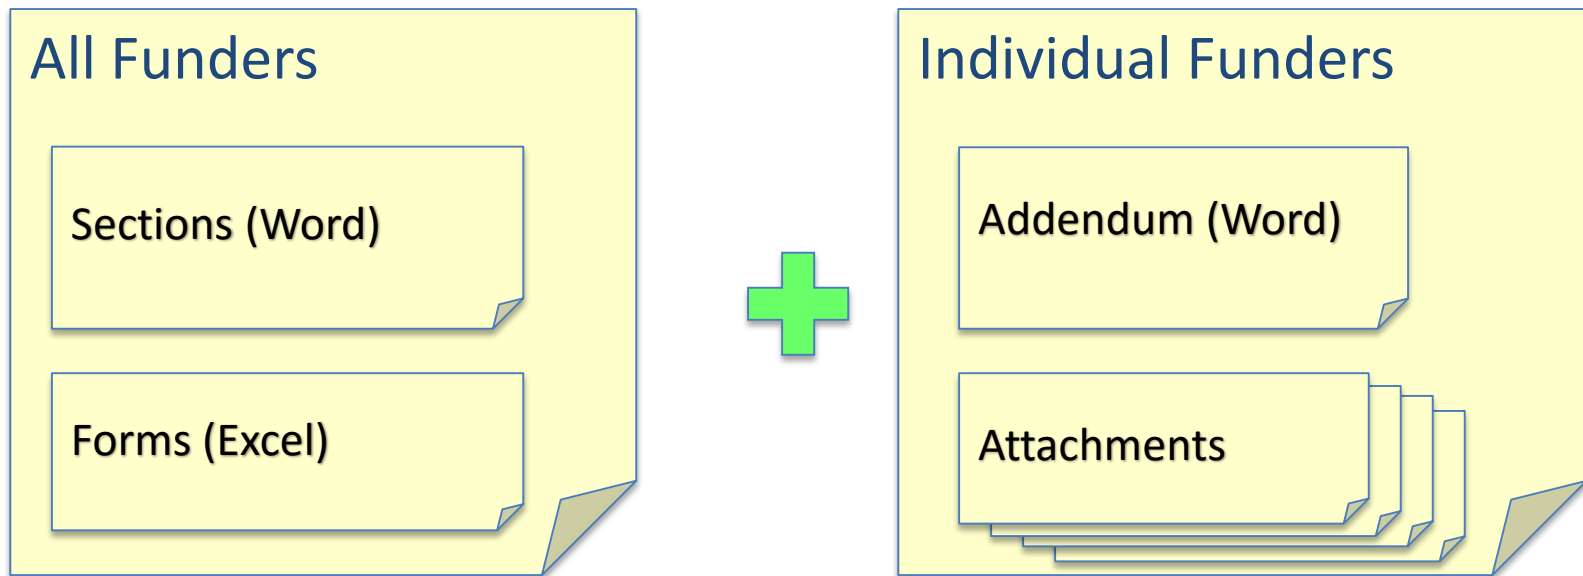 All Funders
Sections (Word)
Forms (Excel)
Individual Funders
Addendum (Word)
Attachments